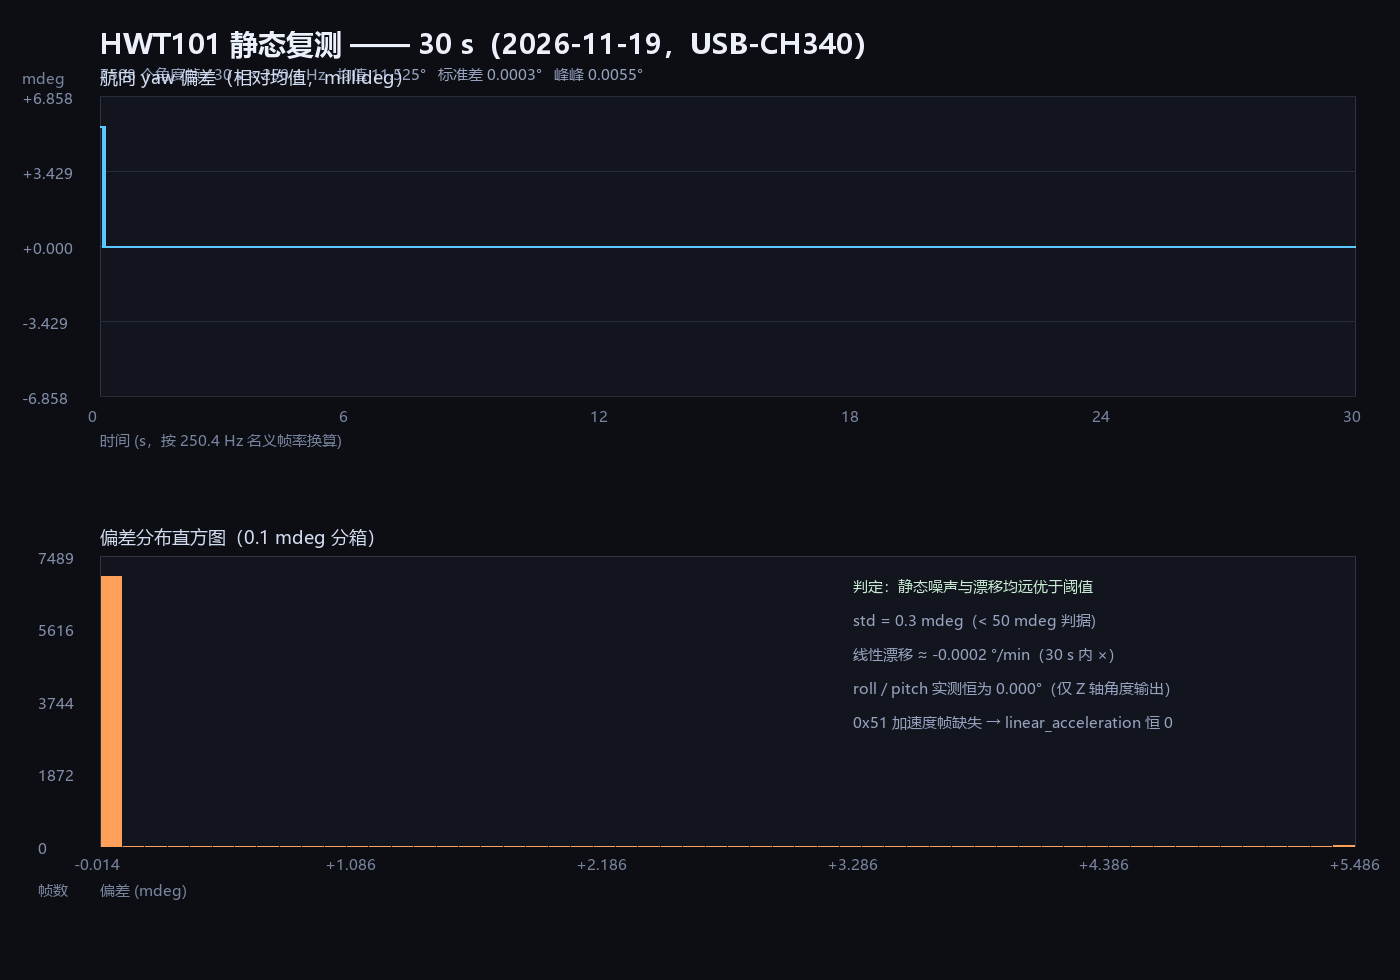 HWT101 静态复测 —— 30 s（2026-11-19，USB-CH340）
标准差 0.0003° 峰峰 0.0055°
mdeg 航向 yaw 偏差（相对均值，millideg）
+6.858
+3.429
+0.000
-3.429
-6.858
0 6 12 18 24 30
时间 (s，按 250.4 Hz 名义帧率换算)
偏差分布直方图（0.1 mdeg 分箱）
7489
5616
3744
1872
0
判定：静态噪声与漂移均远优于阈值
std = 0.3 mdeg（< 50 mdeg 判据）
线性漂移 ≈ -0.0002 °/min（30 s 内 ×）
roll / pitch 实测恒为 0.000°（仅 Z 轴角度输出）
0x51 加速度帧缺失 → linear_acceleration 恒 0
-0.014 +1.086 +2.186 +3.286 +4.386 +5.486
帧数 偏差 (mdeg)